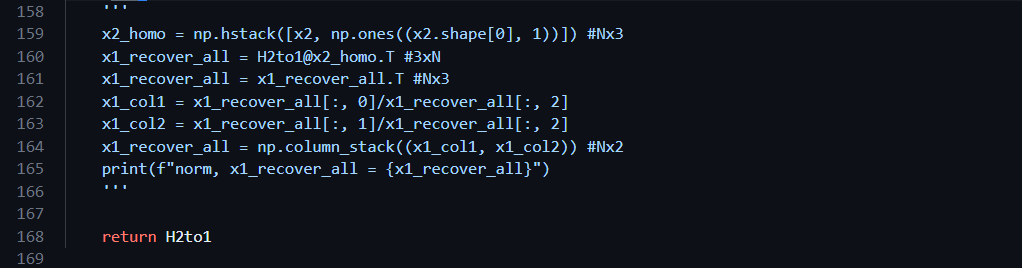 158 '''
159 x2_homo = np.hstack([x2, np.ones((x2.shape[0], 1))]) #Nx3
160 x1_recover_all = H2to1@x2_homo.T #3xN
161 x1_recover_all = x1_recover_all.T #Nx3
162 x1_col1 = x1_recover_all[:, 0]/x1_recover_all[:, 2]
163 x1_col2 = x1_recover_all[:, 1]/x1_recover_all[:, 2]
164 x1_recover_all = np.column_stack((x1_col1, x1_col2)) #Nx2
165 print(f"norm, x1_recover_all = {x1_recover_all}")
166 '''
167
168 return H2to1
169